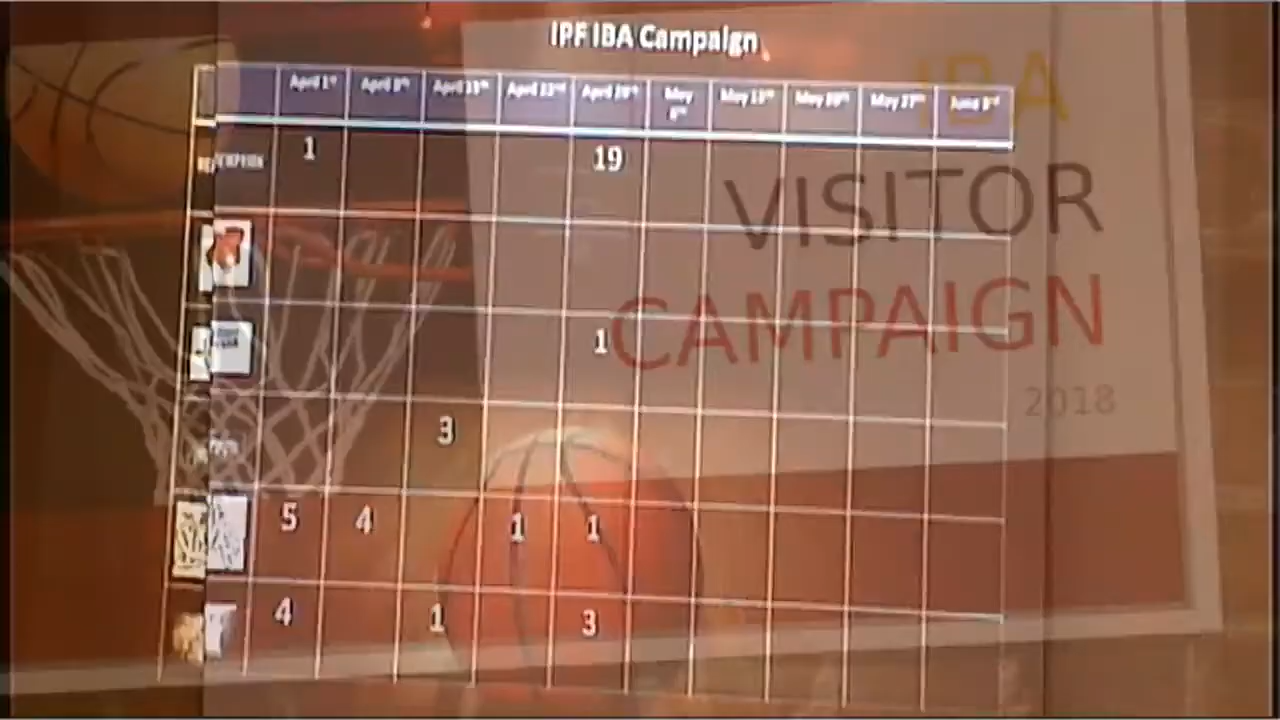 IPF IBA Campaign
April 1st April 8th April 15th April 22nd April 29th May 6th May 13th May 20th May 27th June 3rd
1 19
1
3
5 4 1 1
4 1 3
IBA
VISITOR
CAMPAIGN
2018